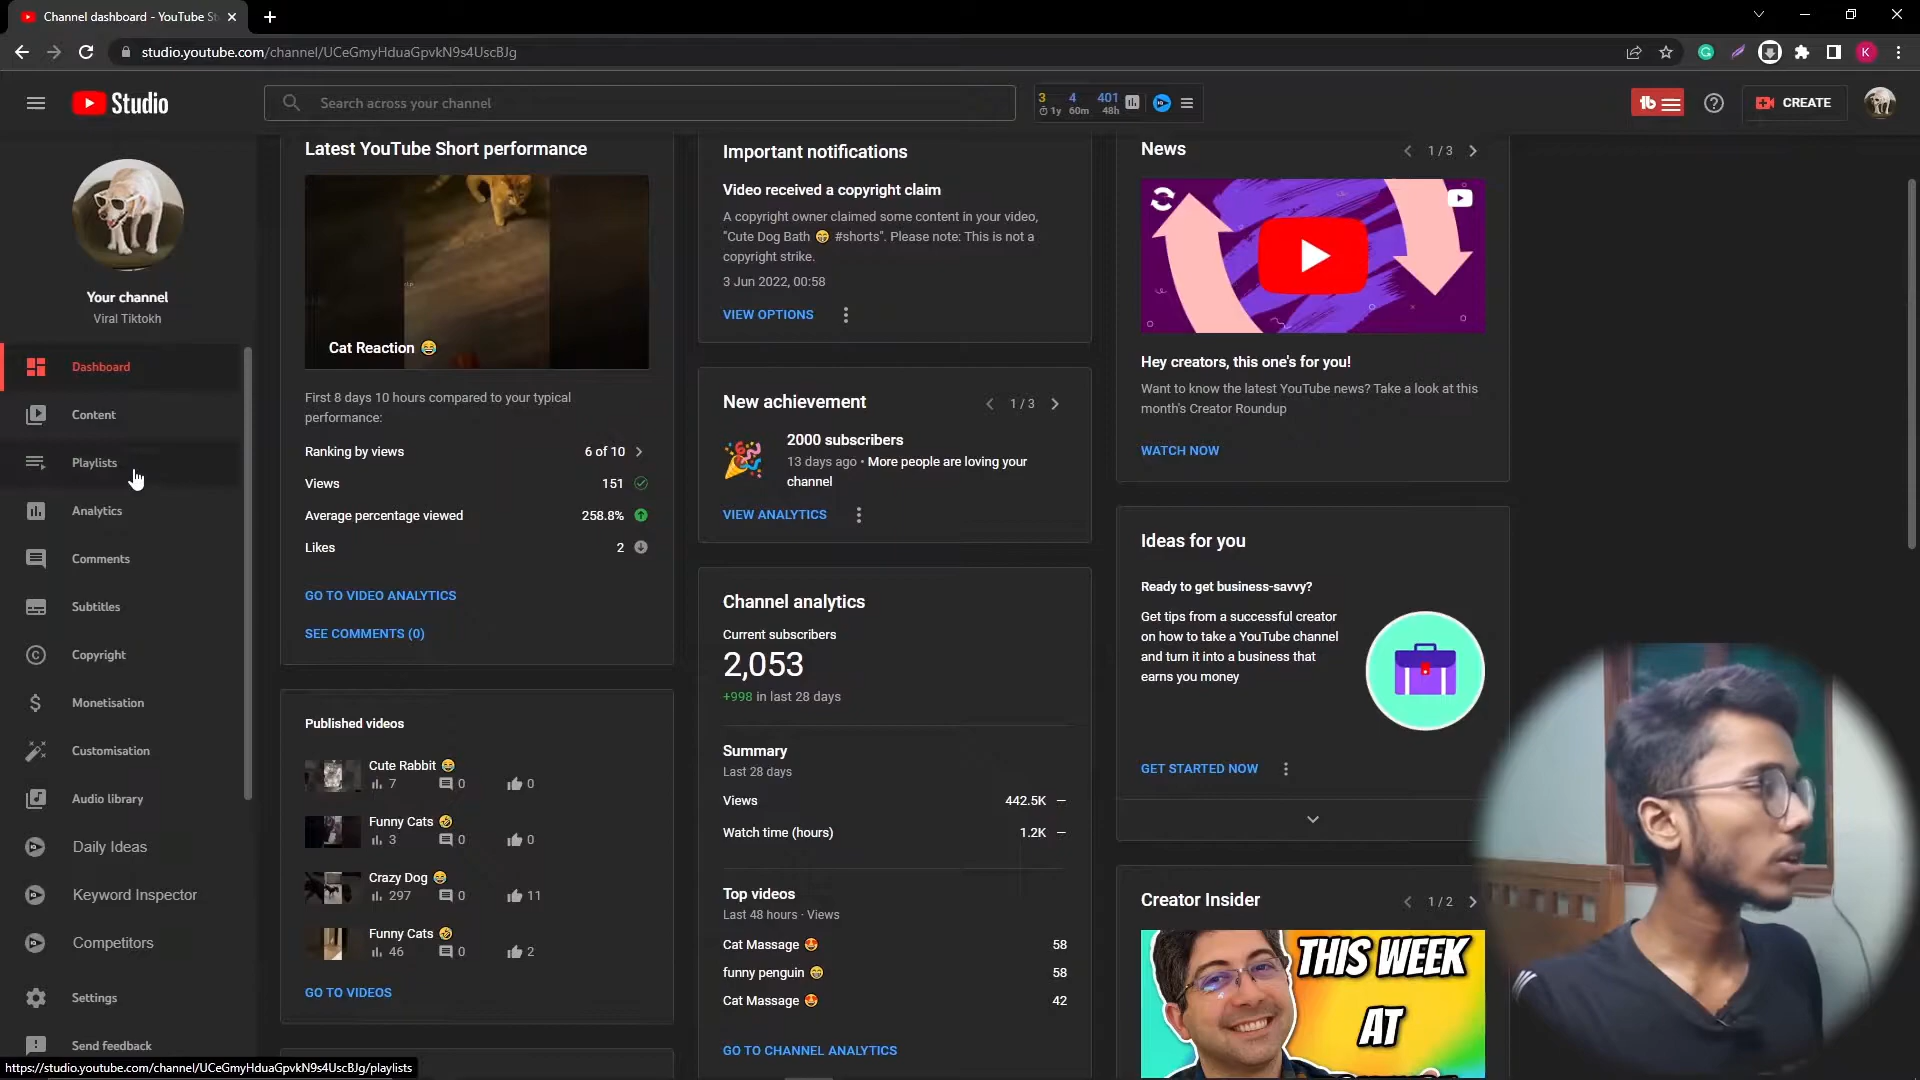 Channel dashboard - YouTube St
studio.youtube.com/channel/UCeGmyHduaGpvkN9s4UscBJg
K
Studio
Search across your channel
3 4 401
1y 60m 48h
CREATE
Your channel
Viral Tiktokh
Dashboard
Content
Playlists
Analytics
Comments
Subtitles
Copyright
Monetisation
Customisation
Audio library
Daily Ideas
Keyword Inspector
Competitors
Settings
Send feedback
Latest YouTube Short performance
Cat Reaction 😂
First 8 days 10 hours compared to your typical
performance:
Ranking by views 6 of 10
Views 151
Average percentage viewed 258.8%
Likes 2
GO TO VIDEO ANALYTICS
SEE COMMENTS (0)
Published videos
Cute Rabbit 😂
7 0 0
Funny Cats 🤣
3 0 0
Crazy Dog 😂
297 0 11
Funny Cats 🤣
46 0 2
GO TO VIDEOS
Important notifications
Video received a copyright claim
A copyright owner claimed some content in your video,
"Cute Dog Bath 😁 #shorts". Please note: This is not a
copyright strike.
3 Jun 2022, 00:58
VIEW OPTIONS
New achievement 1 / 3
2000 subscribers
13 days ago • More people are loving your
channel
VIEW ANALYTICS
Channel analytics
Current subscribers
2,053
+998 in last 28 days
Summary
Last 28 days
Views 442.5K —
Watch time (hours) 1.2K —
Top videos
Last 48 hours · Views
Cat Massage 😍 58
funny penguin 😁 58
Cat Massage 😍 42
GO TO CHANNEL ANALYTICS
News 1 / 3
Hey creators, this one's for you!
Want to know the latest YouTube news? Take a look at this
month's Creator Roundup
WATCH NOW
Ideas for you
Ready to get business-savvy?
Get tips from a successful creator
on how to take a YouTube channel
and turn it into a business that
earns you money
GET STARTED NOW
Creator Insider 1 / 2
THIS WEEK
AT
https://studio.youtube.com/channel/UCeGmyHduaGpvkN9s4UscBJg/playlists